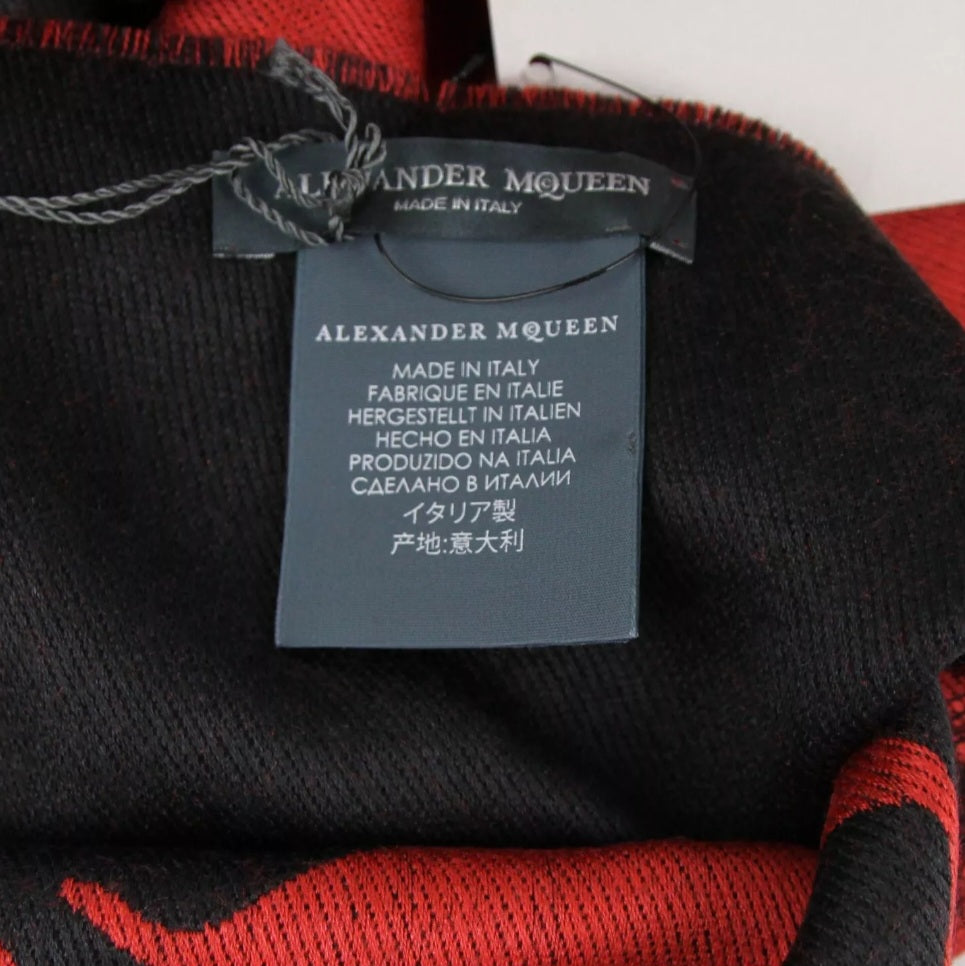 ALEXANDER MCQUEEN
MADE IN ITALY
ALEXANDER MCQUEEN
MADE IN ITALY
FABRIQUE EN ITALIE
HERGESTELLT IN ITALIEN
HECHO EN ITALIA
PRODUZIDO NA ITALIA
СДЕЛАНО В ИТАЛИИ
イタリア製
产地:意大利